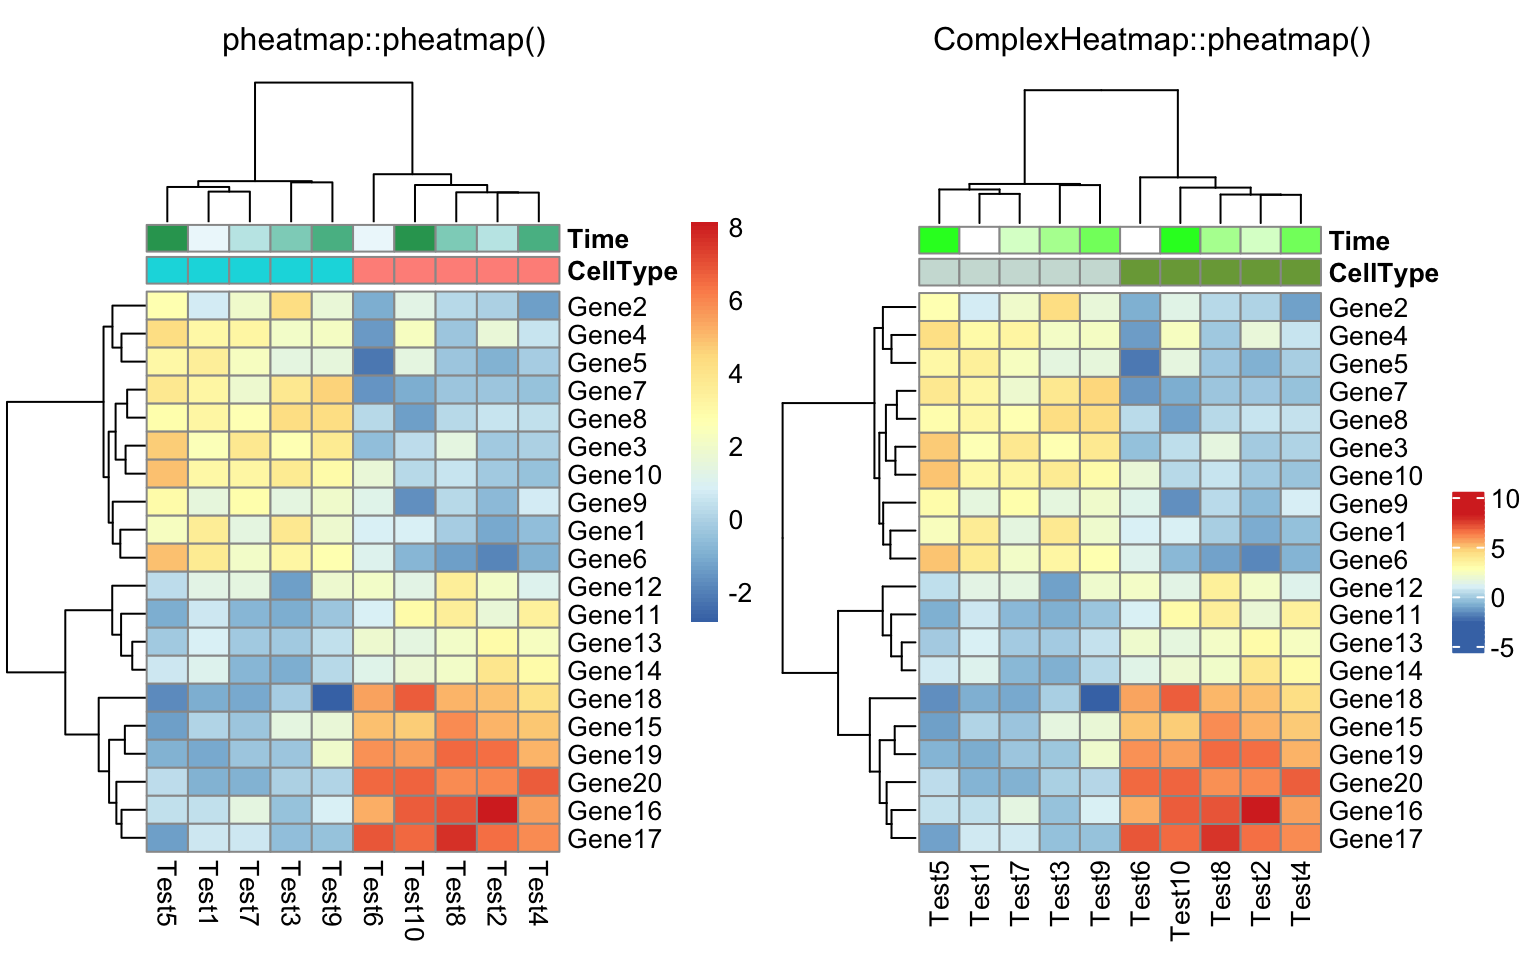 pheatmap::pheatmap()
Time
CellType
Gene2
Gene4
Gene5
Gene7
Gene8
Gene3
Gene10
Gene9
Gene1
Gene6
Gene12
Gene11
Gene13
Gene14
Gene18
Gene15
Gene19
Gene20
Gene16
Gene17
Test5
Test1
Test7
Test3
Test9
Test6
Test10
Test8
Test2
Test4
8
6
4
2
0
-2
ComplexHeatmap::pheatmap()
Time
CellType
Gene2
Gene4
Gene5
Gene7
Gene8
Gene3
Gene10
Gene9
Gene1
Gene6
Gene12
Gene11
Gene13
Gene14
Gene18
Gene15
Gene19
Gene20
Gene16
Gene17
Test5
Test1
Test7
Test3
Test9
Test6
Test10
Test8
Test2
Test4
10
5
0
-5